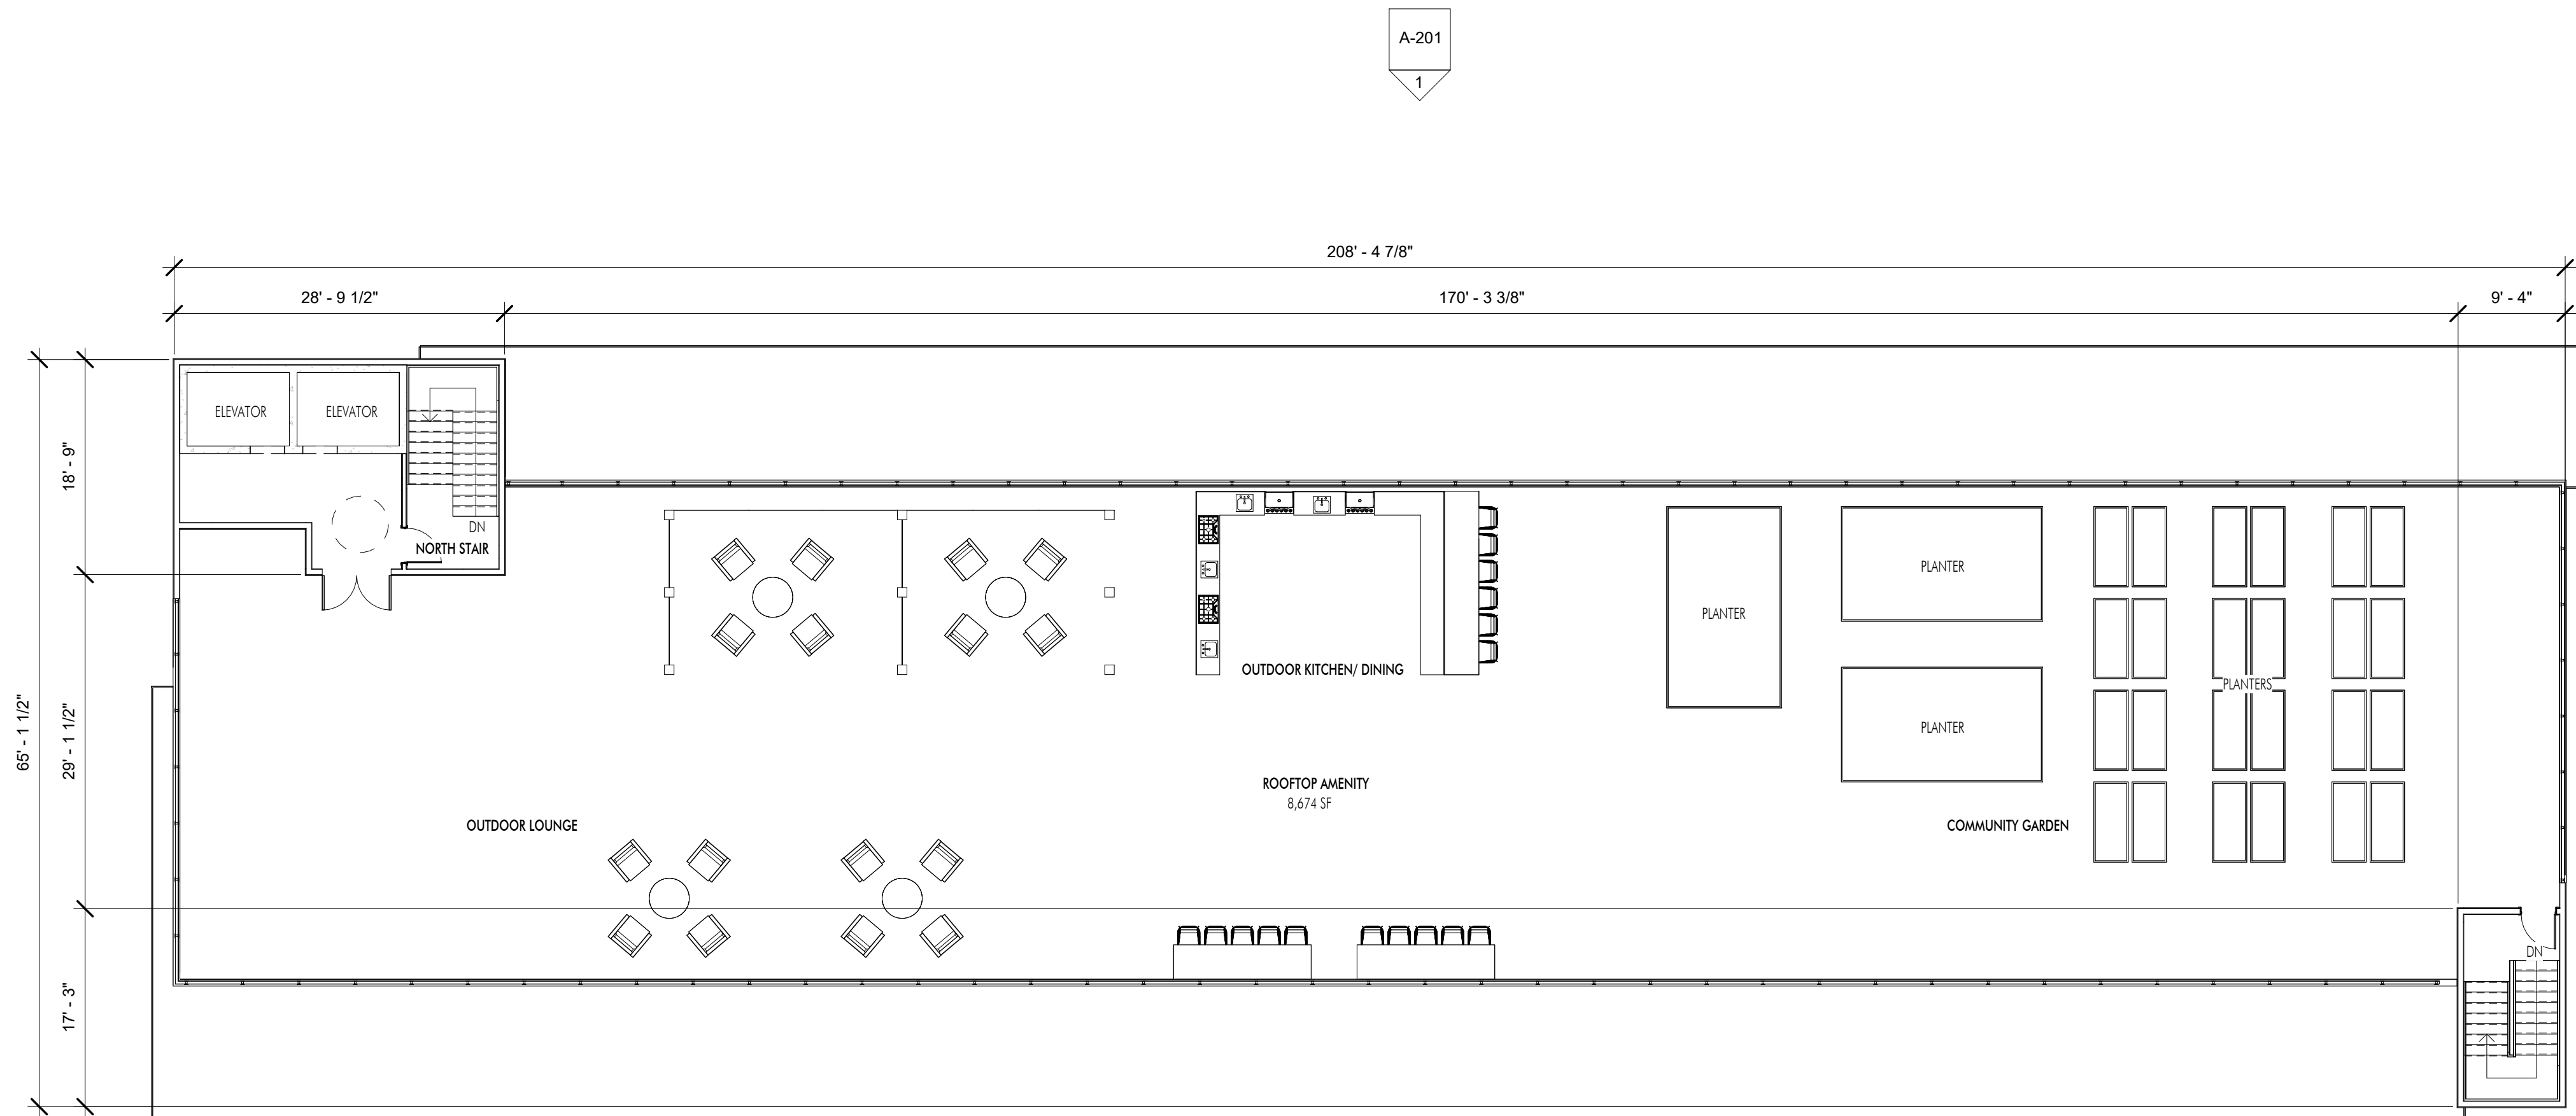 A-201
1
208' - 4 7/8"
28' - 9 1/2"
170' - 3 3/8"
9' - 4"
65' - 1 1/2"
18' - 9"
29' - 1 1/2"
17' - 3"
ELEVATOR
ELEVATOR
DN
NORTH STAIR
OUTDOOR KITCHEN/ DINING
PLANTER
PLANTER
PLANTER
PLANTERS
ROOFTOP AMENITY
8,674 SF
OUTDOOR LOUNGE
COMMUNITY GARDEN
DN